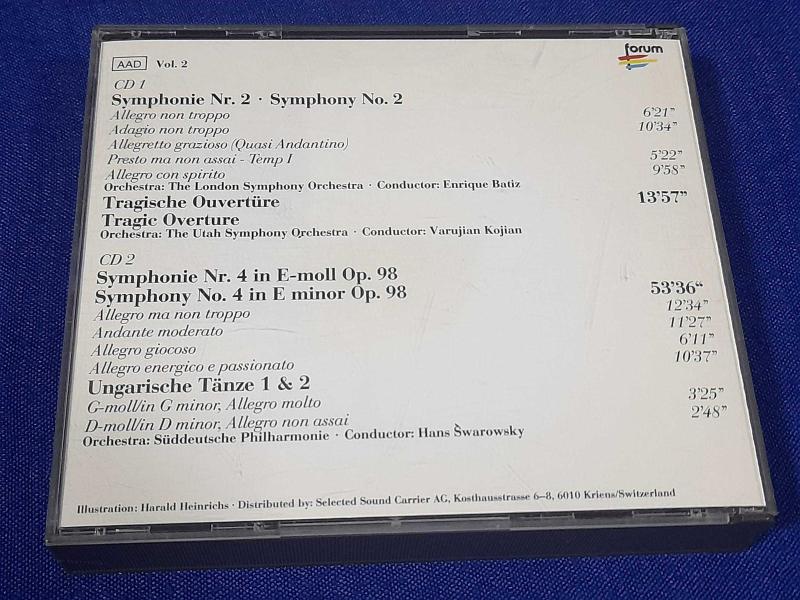 forum
AAD Vol. 2
CD 1
Symphonie Nr. 2 · Symphony No. 2
Allegro non troppo 6'21"
Adagio non troppo 10'34"
Allegretto grazioso (Quasi Andantino)
Presto ma non assai - Temp I 5'22"
Allegro con spirito 9'58"
Orchestra: The London Symphony Orchestra · Conductor: Enrique Batiz
Tragische Ouvertüre 13'57"
Tragic Overture
Orchestra: The Utah Symphony Orchestra · Conductor: Varujian Kojian
CD 2
Symphonie Nr. 4 in E-moll Op. 98
Symphony No. 4 in E minor Op. 98 53'36"
Allegro ma non troppo 12'34"
Andante moderato 11'27"
Allegro giocoso 6'11"
Allegro energico e passionato 10'37"
Ungarische Tänze 1 & 2
G-moll/in G minor, Allegro molto 3'25"
D-moll/in D minor, Allegro non assai 2'48"
Orchestra: Süddeutsche Philharmonie · Conductor: Hans Swarowsky
Illustration: Harald Heinrichs · Distributed by: Selected Sound Carrier AG, Kosthausstrasse 6–8, 6010 Kriens/Switzerland